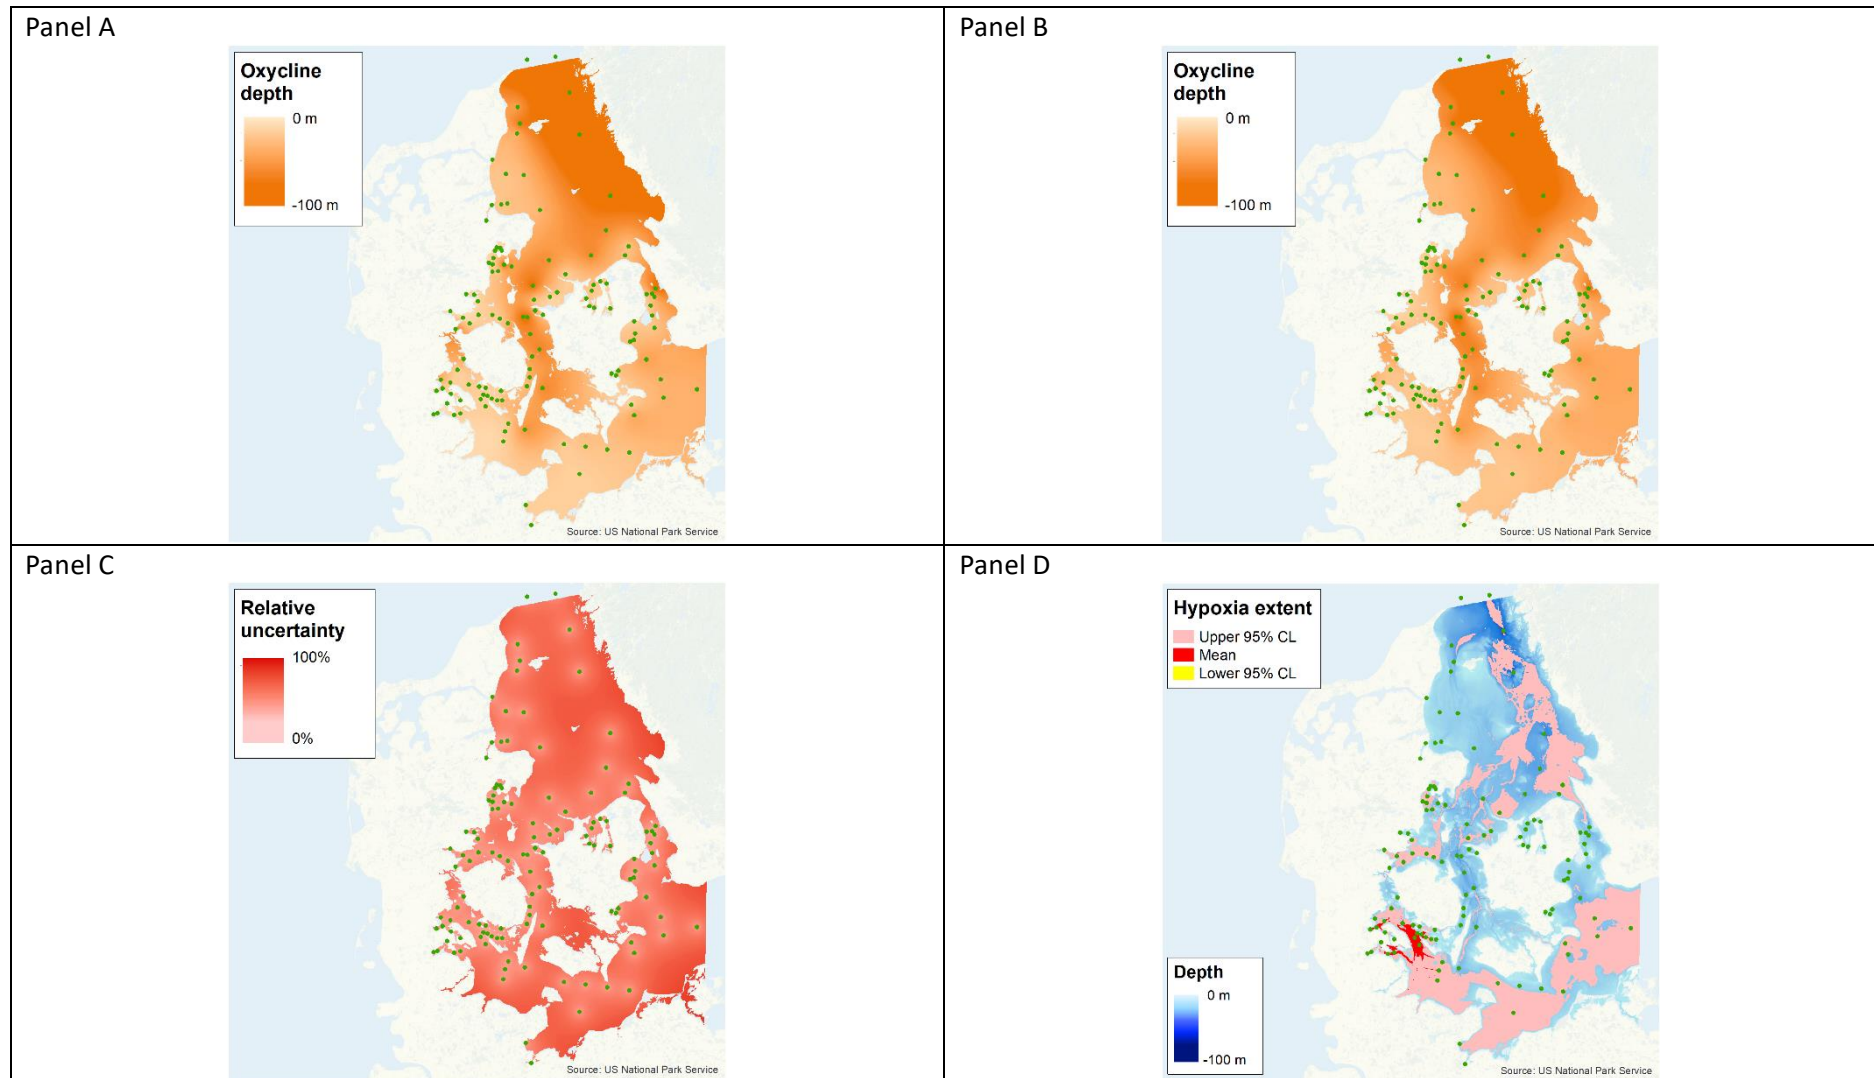 Panel A
Oxycline
depth
0 m
-100 m
Source: US National Park Service
Panel B
Oxycline
depth
0 m
-100 m
Source: US National Park Service
Panel C
Relative
uncertainty
100%
0%
Source: US National Park Service
Panel D
Hypoxia extent
Upper 95% CL
Mean
Lower 95% CL
Depth
0 m
-100 m
Source: US National Park Service